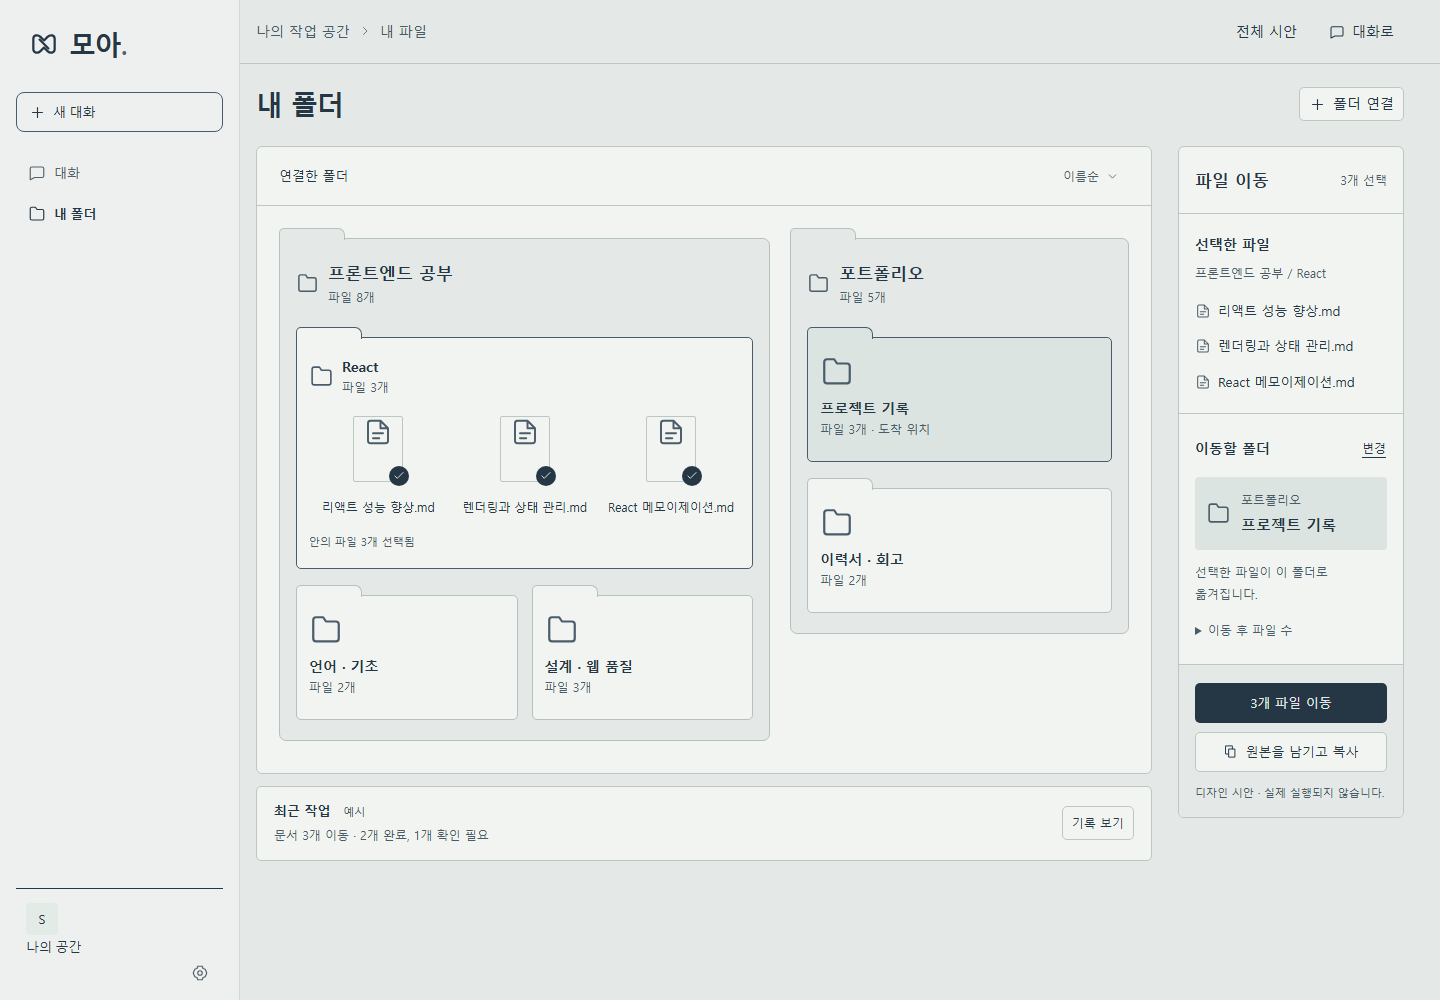 모아.
새 대화
대화
내 폴더
S
나의 공간
나의 작업 공간 > 내 파일
전체 시안
대화로
내 폴더
폴더 연결
연결한 폴더
이름순
프론트엔드 공부
파일 8개
React
파일 3개
리액트 성능 향상.md
렌더링과 상태 관리.md
React 메모이제이션.md
안의 파일 3개 선택됨
언어 · 기초
파일 2개
설계 · 웹 품질
파일 3개
포트폴리오
파일 5개
프로젝트 기록
파일 3개 · 도착 위치
이력서 · 회고
파일 2개
최근 작업 예시
문서 3개 이동 · 2개 완료, 1개 확인 필요
기록 보기
파일 이동
3개 선택
선택한 파일
프론트엔드 공부 / React
리액트 성능 향상.md
렌더링과 상태 관리.md
React 메모이제이션.md
이동할 폴더
변경
포트폴리오
프로젝트 기록
선택한 파일이 이 폴더로
옮겨집니다.
이동 후 파일 수
3개 파일 이동
원본을 남기고 복사
디자인 시안 · 실제 실행되지 않습니다.